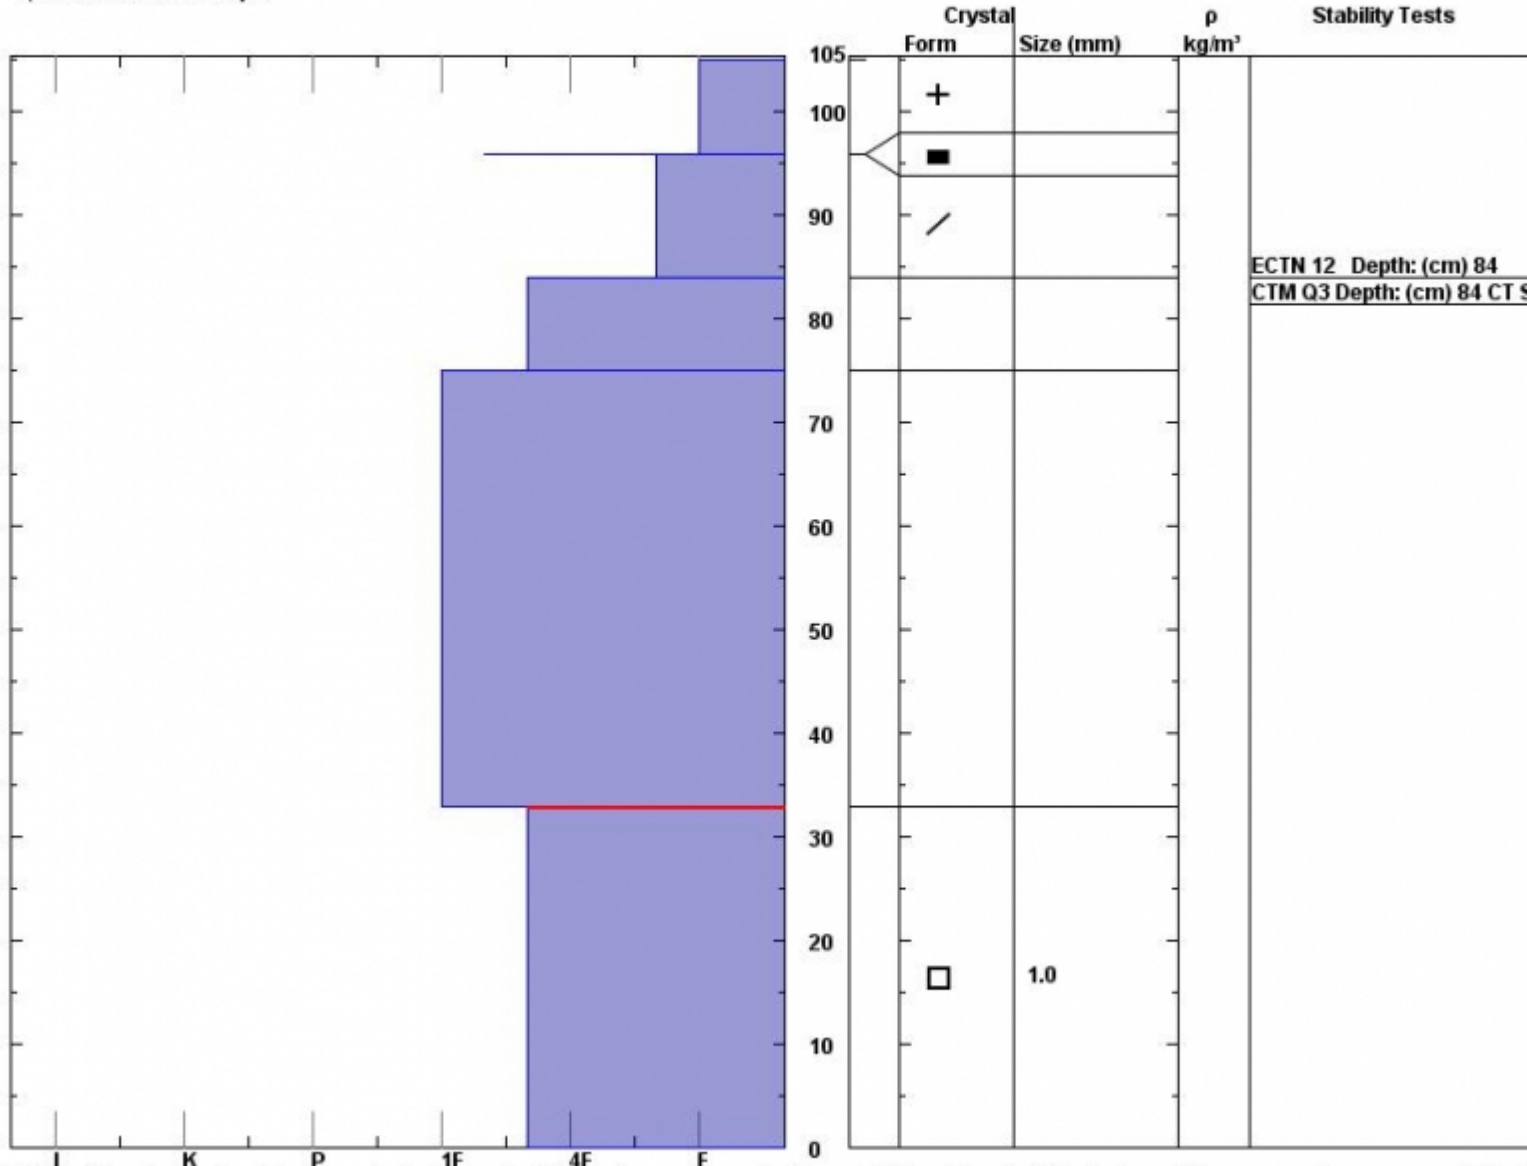 Crystal ρ Stability Tests
Form Size (mm) kg/m³
105
100
90
ECTN 12 Depth: (cm) 84
CTM Q3 Depth: (cm) 84 CT S
80
70
60
50
40
30
20
1.0
10
0
I K P 1F 4F F